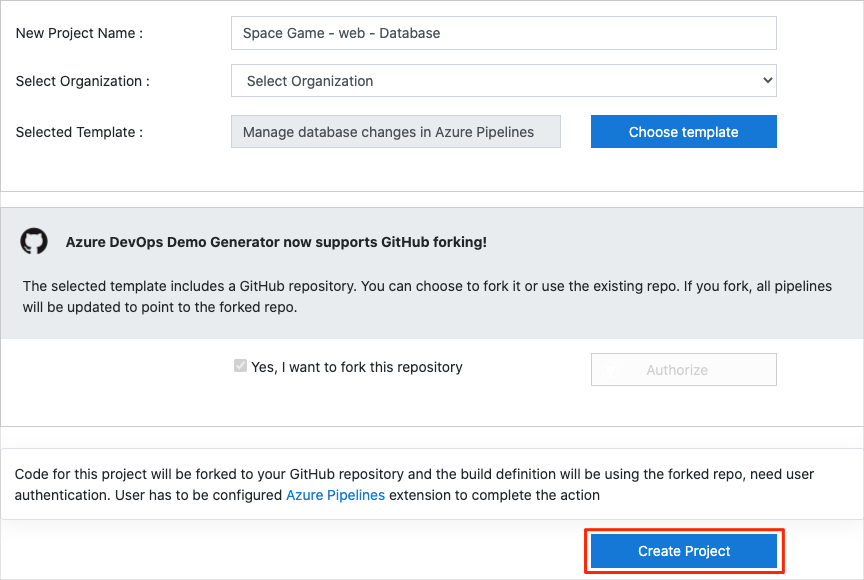 New Project Name :
Space Game - web - Database
Select Organization :
Select Organization
Selected Template :
Manage database changes in Azure Pipelines
Choose template
Azure DevOps Demo Generator now supports GitHub forking!
The selected template includes a GitHub repository. You can choose to fork it or use the existing repo. If you fork, all pipelines
will be updated to point to the forked repo.
Yes, I want to fork this repository
Authorize
Code for this project will be forked to your GitHub repository and the build definition will be using the forked repo, need user
authentication. User has to be configured Azure Pipelines extension to complete the action
Create Project